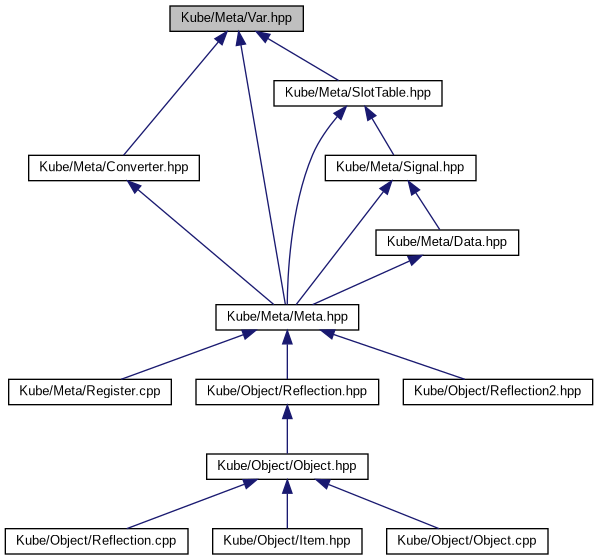 Kube/Meta/Var.hpp
Kube/Meta/SlotTable.hpp
Kube/Meta/Converter.hpp
Kube/Meta/Signal.hpp
Kube/Meta/Data.hpp
Kube/Meta/Meta.hpp
Kube/Meta/Register.cpp
Kube/Object/Reflection.hpp
Kube/Object/Reflection2.hpp
Kube/Object/Object.hpp
Kube/Object/Reflection.cpp
Kube/Object/Item.hpp
Kube/Object/Object.cpp